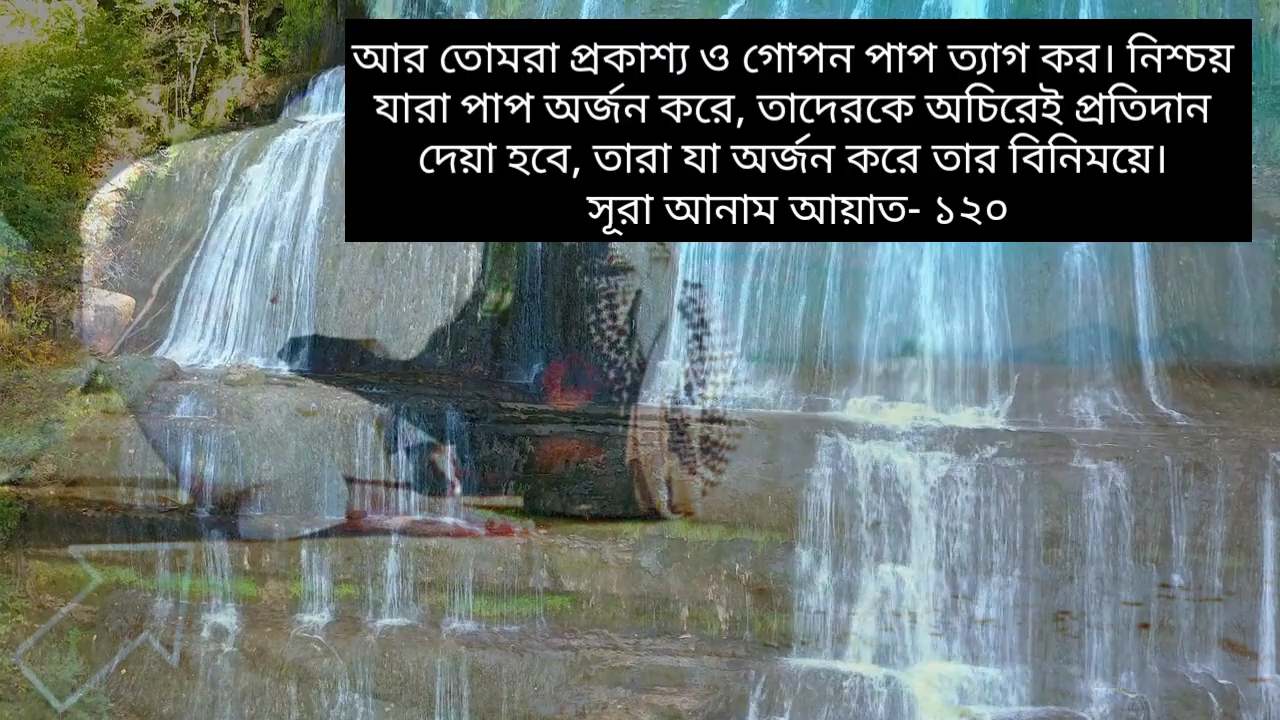 আর তোমরা প্রকাশ্য ও গোপন পাপ ত্যাগ কর। নিশ্চয়
যারা পাপ অর্জন করে, তাদেরকে অচিরেই প্রতিদান
দেয়া হবে, তারা যা অর্জন করে তার বিনিময়ে।
সূরা আনাম আয়াত- ১২০